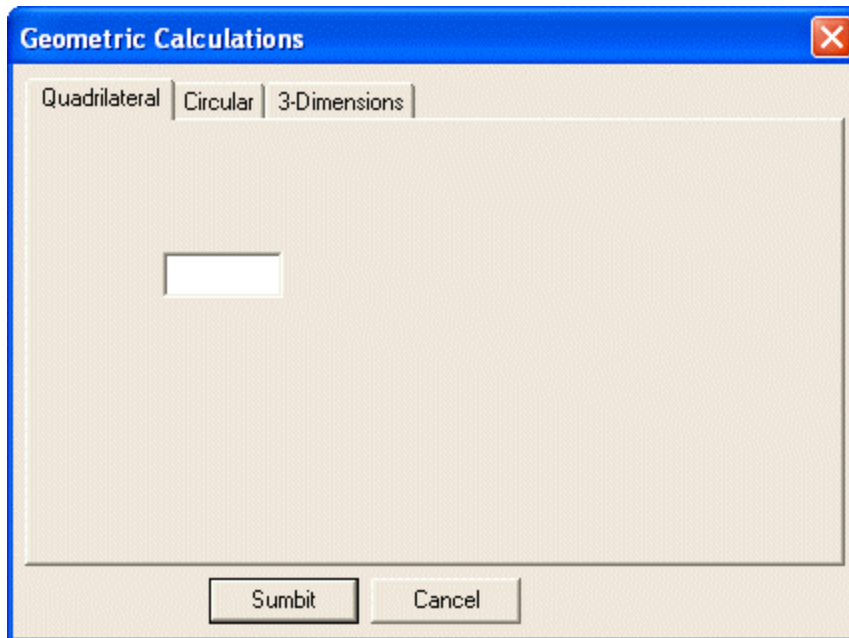 Geometric Calculations
Quadrilateral Circular 3-Dimensions
Sumbit Cancel